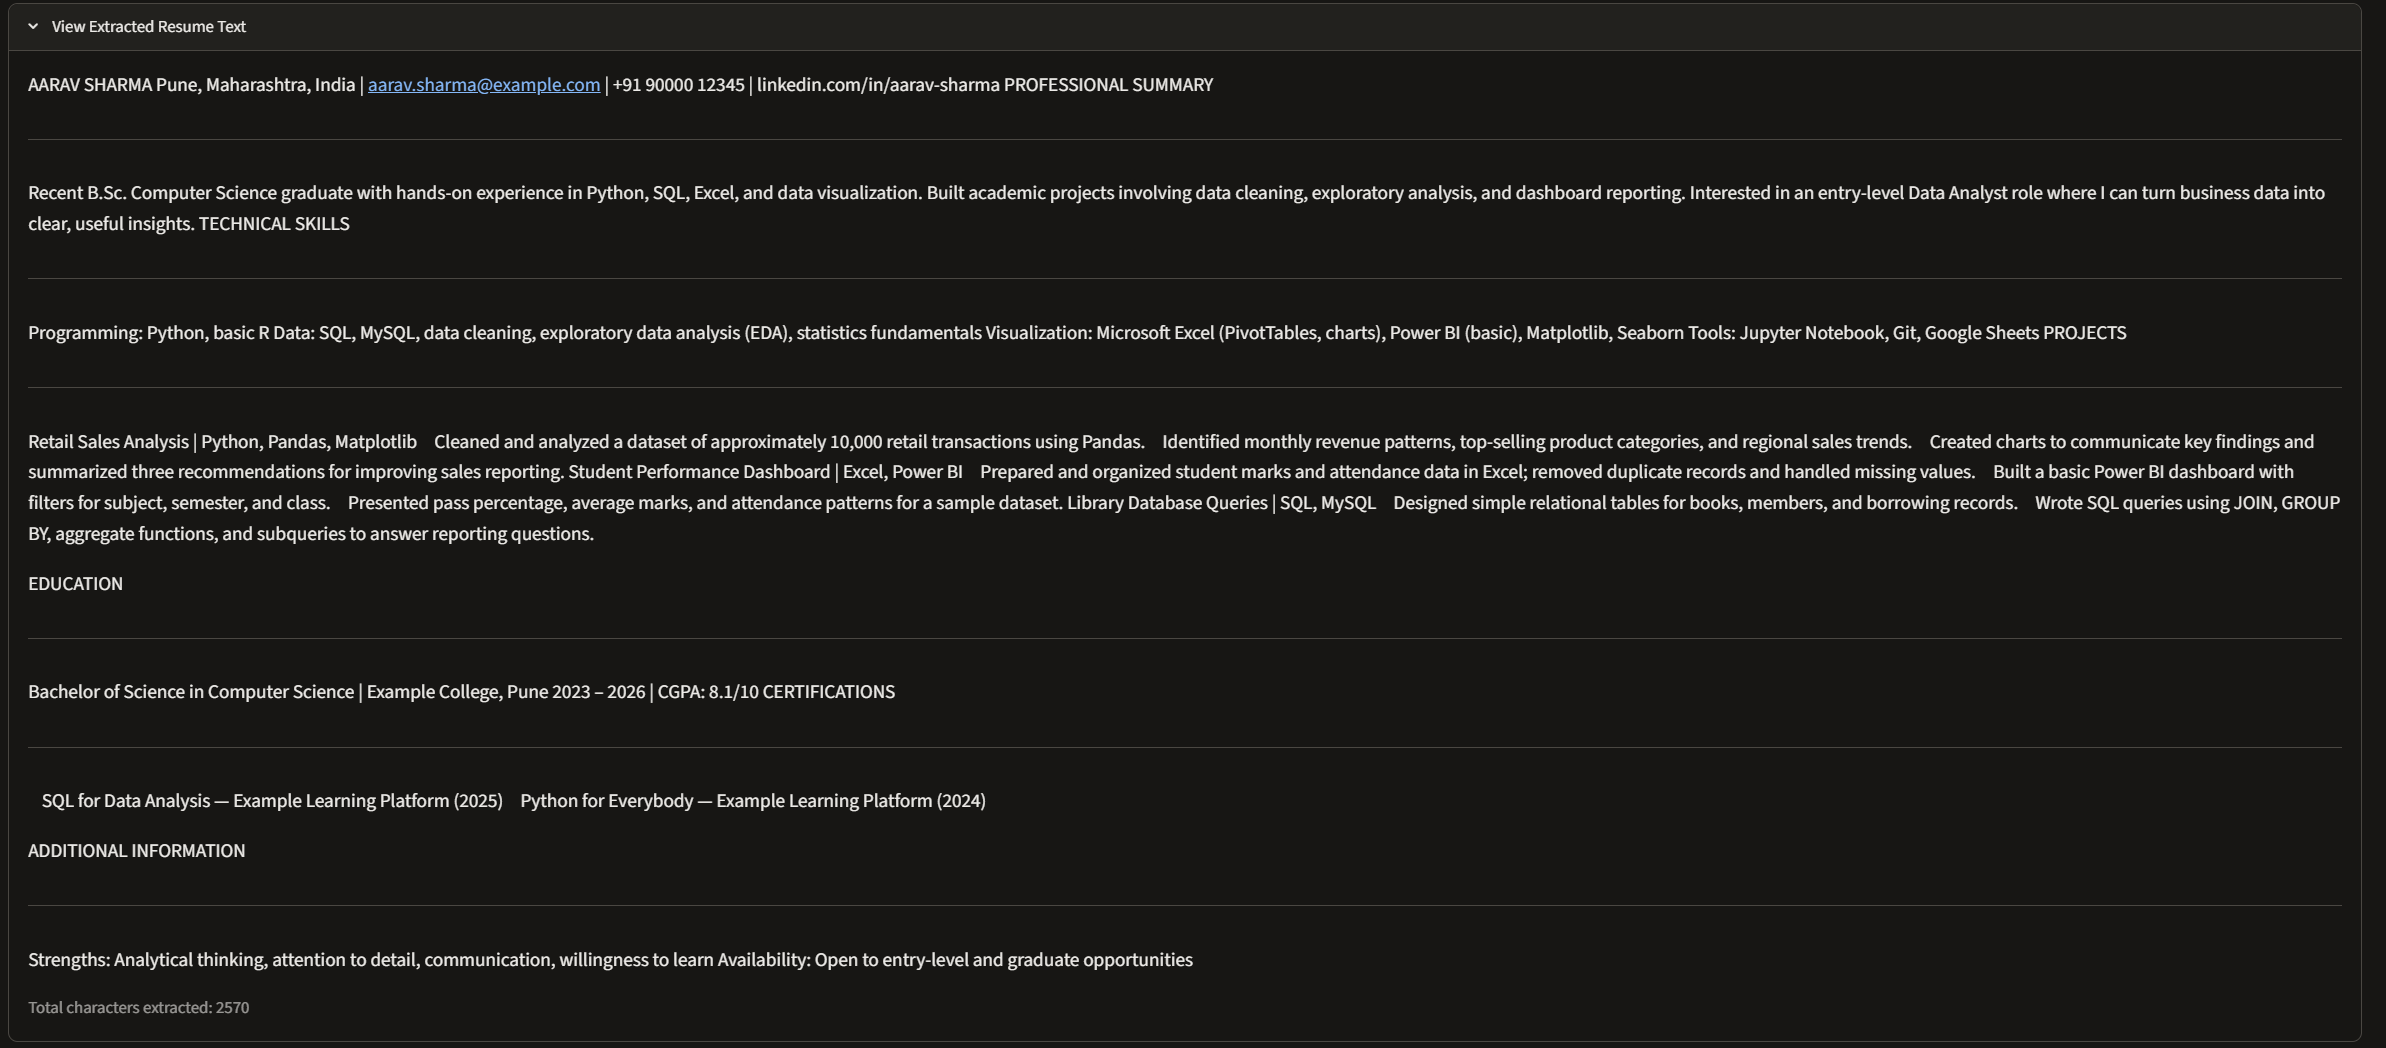 View Extracted Resume Text
AARAV SHARMA Pune, Maharashtra, India | aarav.sharma@example.com | +91 90000 12345 | linkedin.com/in/aarav-sharma PROFESSIONAL SUMMARY
Recent B.Sc. Computer Science graduate with hands-on experience in Python, SQL, Excel, and data visualization. Built academic projects involving data cleaning, exploratory analysis, and dashboard reporting. Interested in an entry-level Data Analyst role where I can turn business data into
clear, useful insights. TECHNICAL SKILLS
Programming: Python, basic R Data: SQL, MySQL, data cleaning, exploratory data analysis (EDA), statistics fundamentals Visualization: Microsoft Excel (PivotTables, charts), Power BI (basic), Matplotlib, Seaborn Tools: Jupyter Notebook, Git, Google Sheets PROJECTS
Retail Sales Analysis | Python, Pandas, Matplotlib Cleaned and analyzed a dataset of approximately 10,000 retail transactions using Pandas. Identified monthly revenue patterns, top-selling product categories, and regional sales trends. Created charts to communicate key findings and
summarized three recommendations for improving sales reporting. Student Performance Dashboard | Excel, Power BI Prepared and organized student marks and attendance data in Excel; removed duplicate records and handled missing values. Built a basic Power BI dashboard with
filters for subject, semester, and class. Presented pass percentage, average marks, and attendance patterns for a sample dataset. Library Database Queries | SQL, MySQL Designed simple relational tables for books, members, and borrowing records. Wrote SQL queries using JOIN, GROUP
BY, aggregate functions, and subqueries to answer reporting questions.
EDUCATION
Bachelor of Science in Computer Science | Example College, Pune 2023 – 2026 | CGPA: 8.1/10 CERTIFICATIONS
SQL for Data Analysis — Example Learning Platform (2025) Python for Everybody — Example Learning Platform (2024)
ADDITIONAL INFORMATION
Strengths: Analytical thinking, attention to detail, communication, willingness to learn Availability: Open to entry-level and graduate opportunities
Total characters extracted: 2570